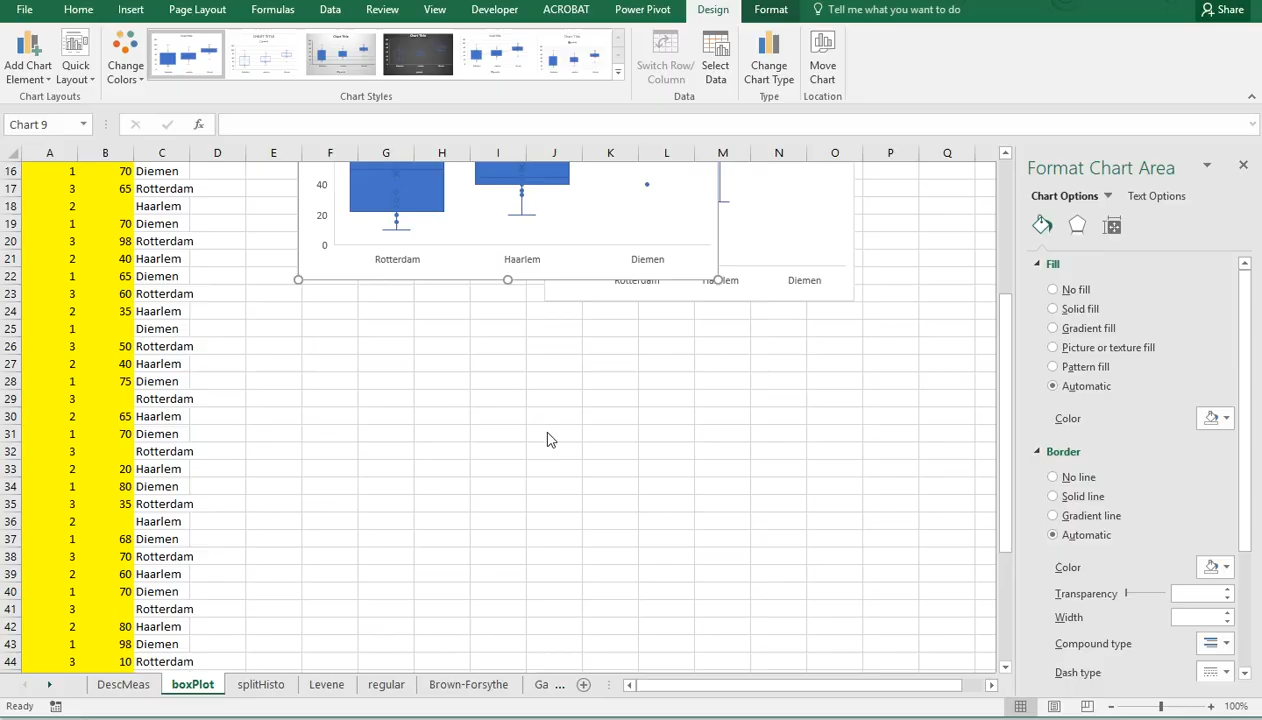 File Home Insert Page Layout Formulas Data Review View Developer ACROBAT Power Pivot Design Format Tell me what you want to do Share
Add Chart Element Quick Layout Change Colors Switch Row/ Column Select Data Change Chart Type Move Chart
Chart Layouts Chart Styles Data Type Location
Chart 9 fx
A B C D E F G H I J K L M N O P Q
16 1 70 Diemen
17 3 65 Rotterdam
18 2 Haarlem
19 1 70 Diemen
20 3 98 Rotterdam
21 2 40 Haarlem
22 1 65 Diemen
23 3 60 Rotterdam
24 2 35 Haarlem
25 1 Diemen
26 3 50 Rotterdam
27 2 40 Haarlem
28 1 75 Diemen
29 3 Rotterdam
30 2 65 Haarlem
31 1 70 Diemen
32 3 Rotterdam
33 2 20 Haarlem
34 1 80 Diemen
35 3 35 Rotterdam
36 2 Haarlem
37 1 68 Diemen
38 3 70 Rotterdam
39 2 60 Haarlem
40 1 70 Diemen
41 3 Rotterdam
42 2 80 Haarlem
43 1 98 Diemen
44 3 10 Rotterdam
40
20
0
Rotterdam Haarlem Diemen
Rotterdam Haarlem Diemen
Format Chart Area
Chart Options Text Options
Fill
No fill
Solid fill
Gradient fill
Picture or texture fill
Pattern fill
Automatic
Color
Border
No line
Solid line
Gradient line
Automatic
Color
Transparency
Width
Compound type
Dash type
DescMeas boxPlot splitHisto Levene regular Brown-Forsythe Ga ...
Ready 100%